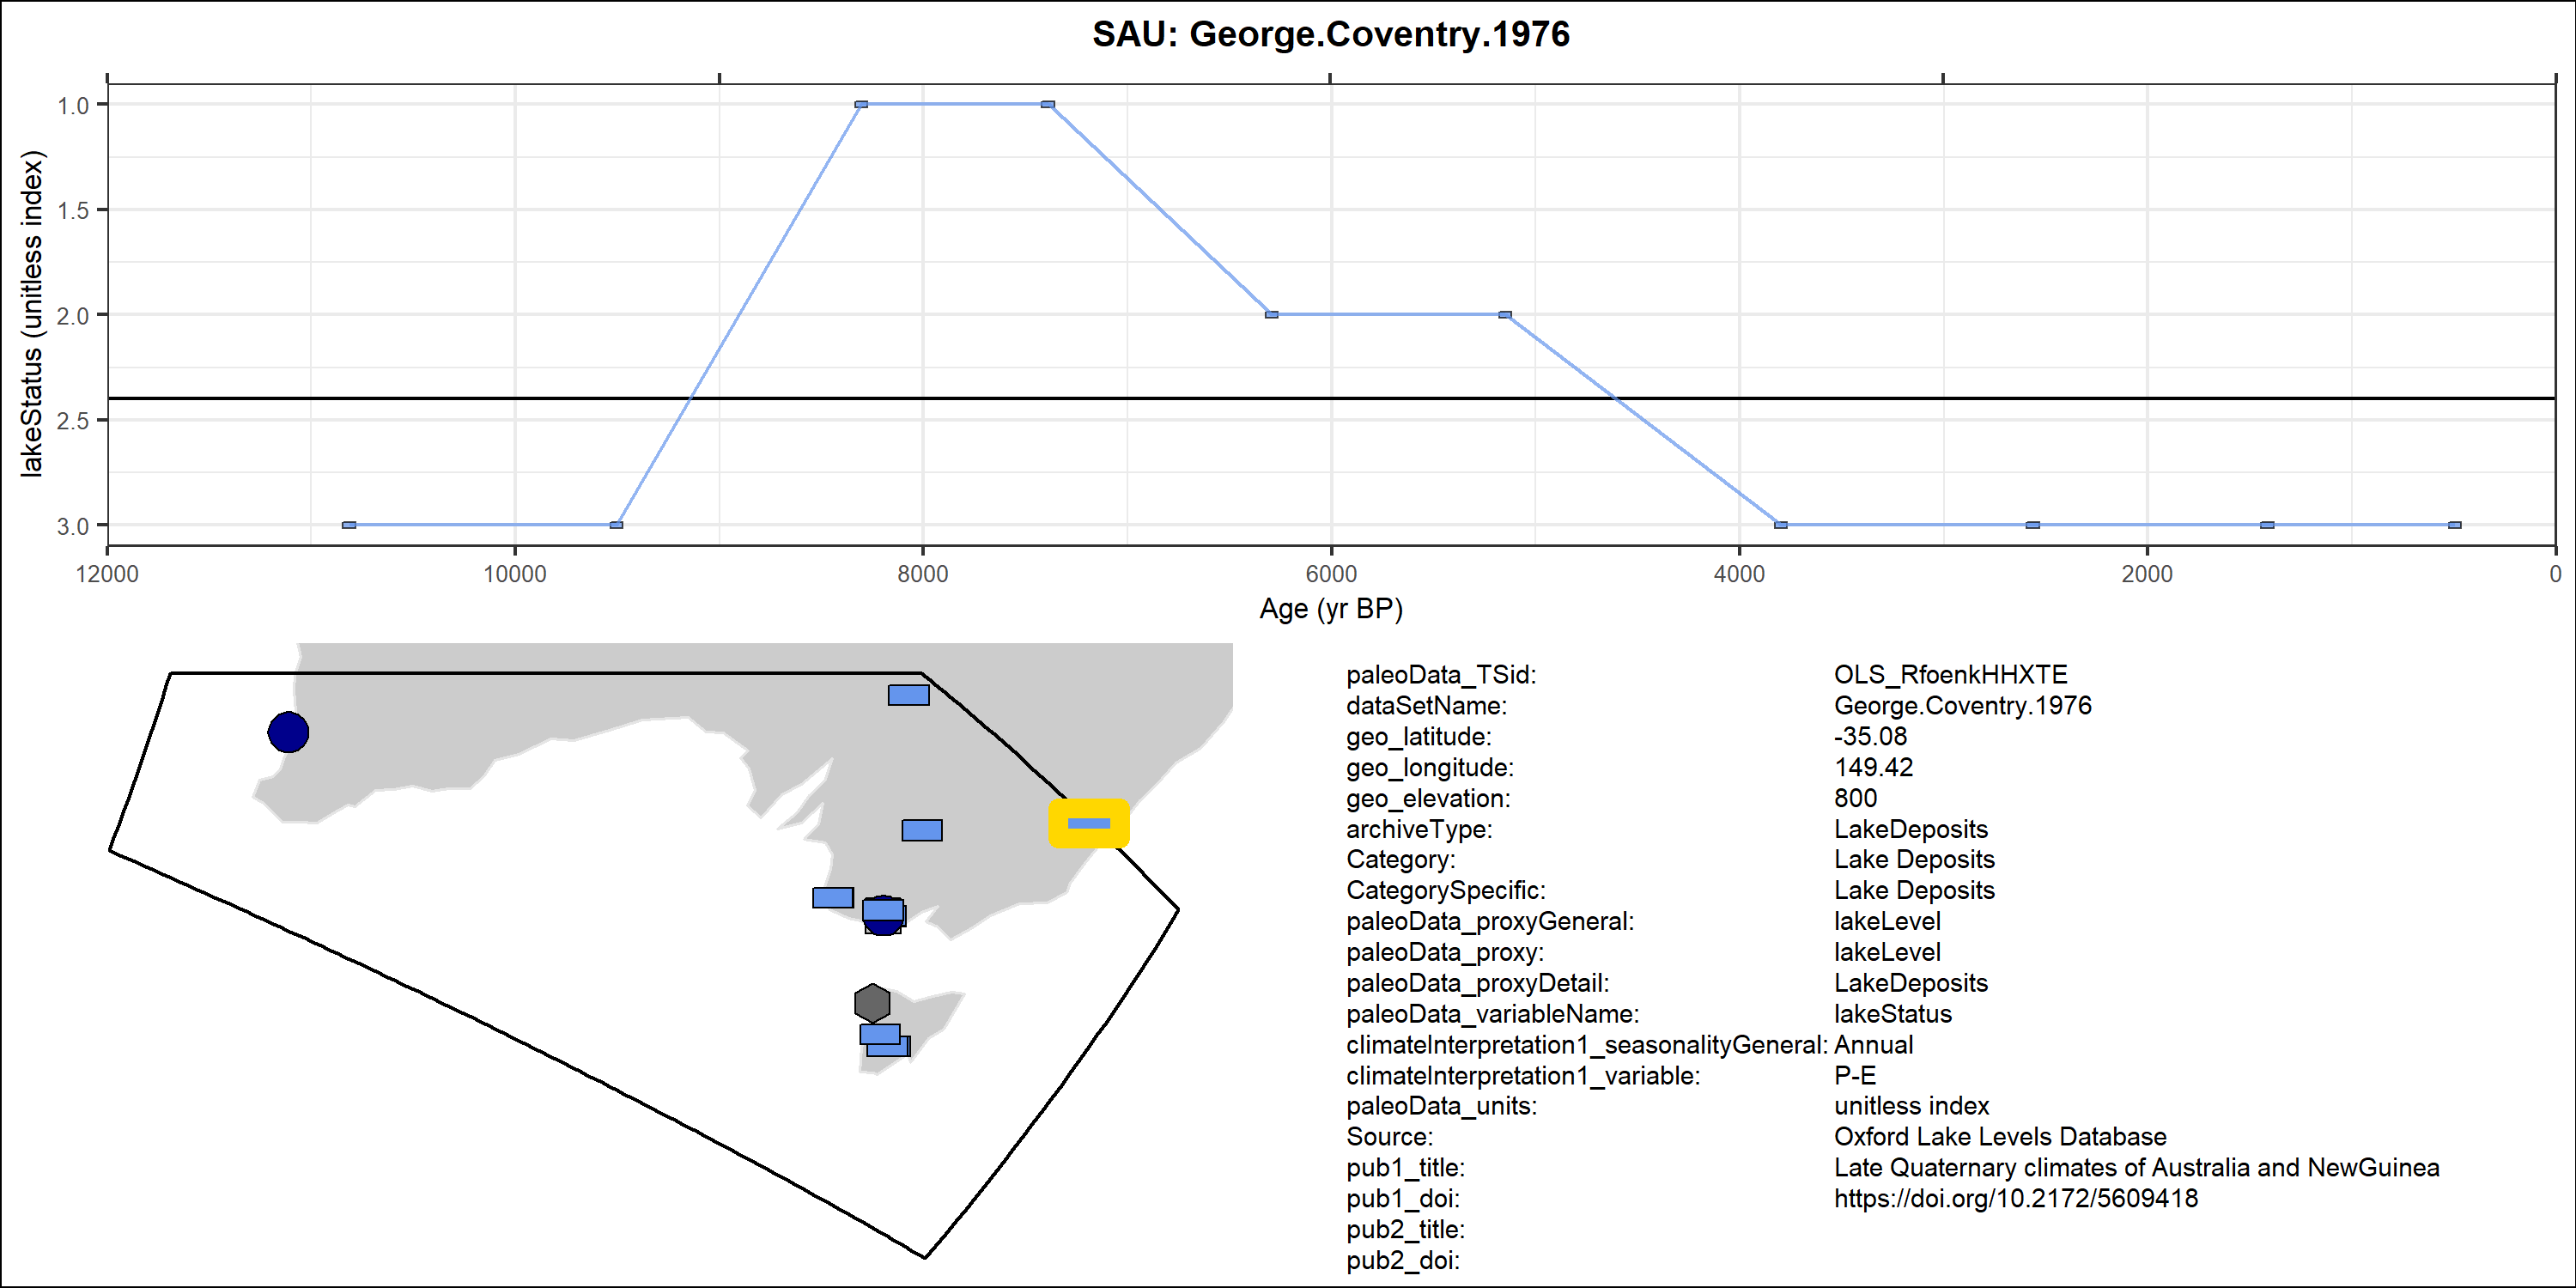 SAU: George.Coventry.1976
lakeStatus (unitless index)
1.0
1.5
2.0
2.5
3.0
12000 10000 8000 6000 4000 2000 0
Age (yr BP)
paleoData_TSid: OLS_RfoenkHHXTE
dataSetName: George.Coventry.1976
geo_latitude: -35.08
geo_longitude: 149.42
geo_elevation: 800
archiveType: LakeDeposits
Category: Lake Deposits
CategorySpecific: Lake Deposits
paleoData_proxyGeneral: lakeLevel
paleoData_proxy: lakeLevel
paleoData_proxyDetail: LakeDeposits
paleoData_variableName: lakeStatus
climateInterpretation1_seasonalityGeneral: Annual
climateInterpretation1_variable: P-E
paleoData_units: unitless index
Source: Oxford Lake Levels Database
pub1_title: Late Quaternary climates of Australia and NewGuinea
pub1_doi: https://doi.org/10.2172/5609418
pub2_title:
pub2_doi: